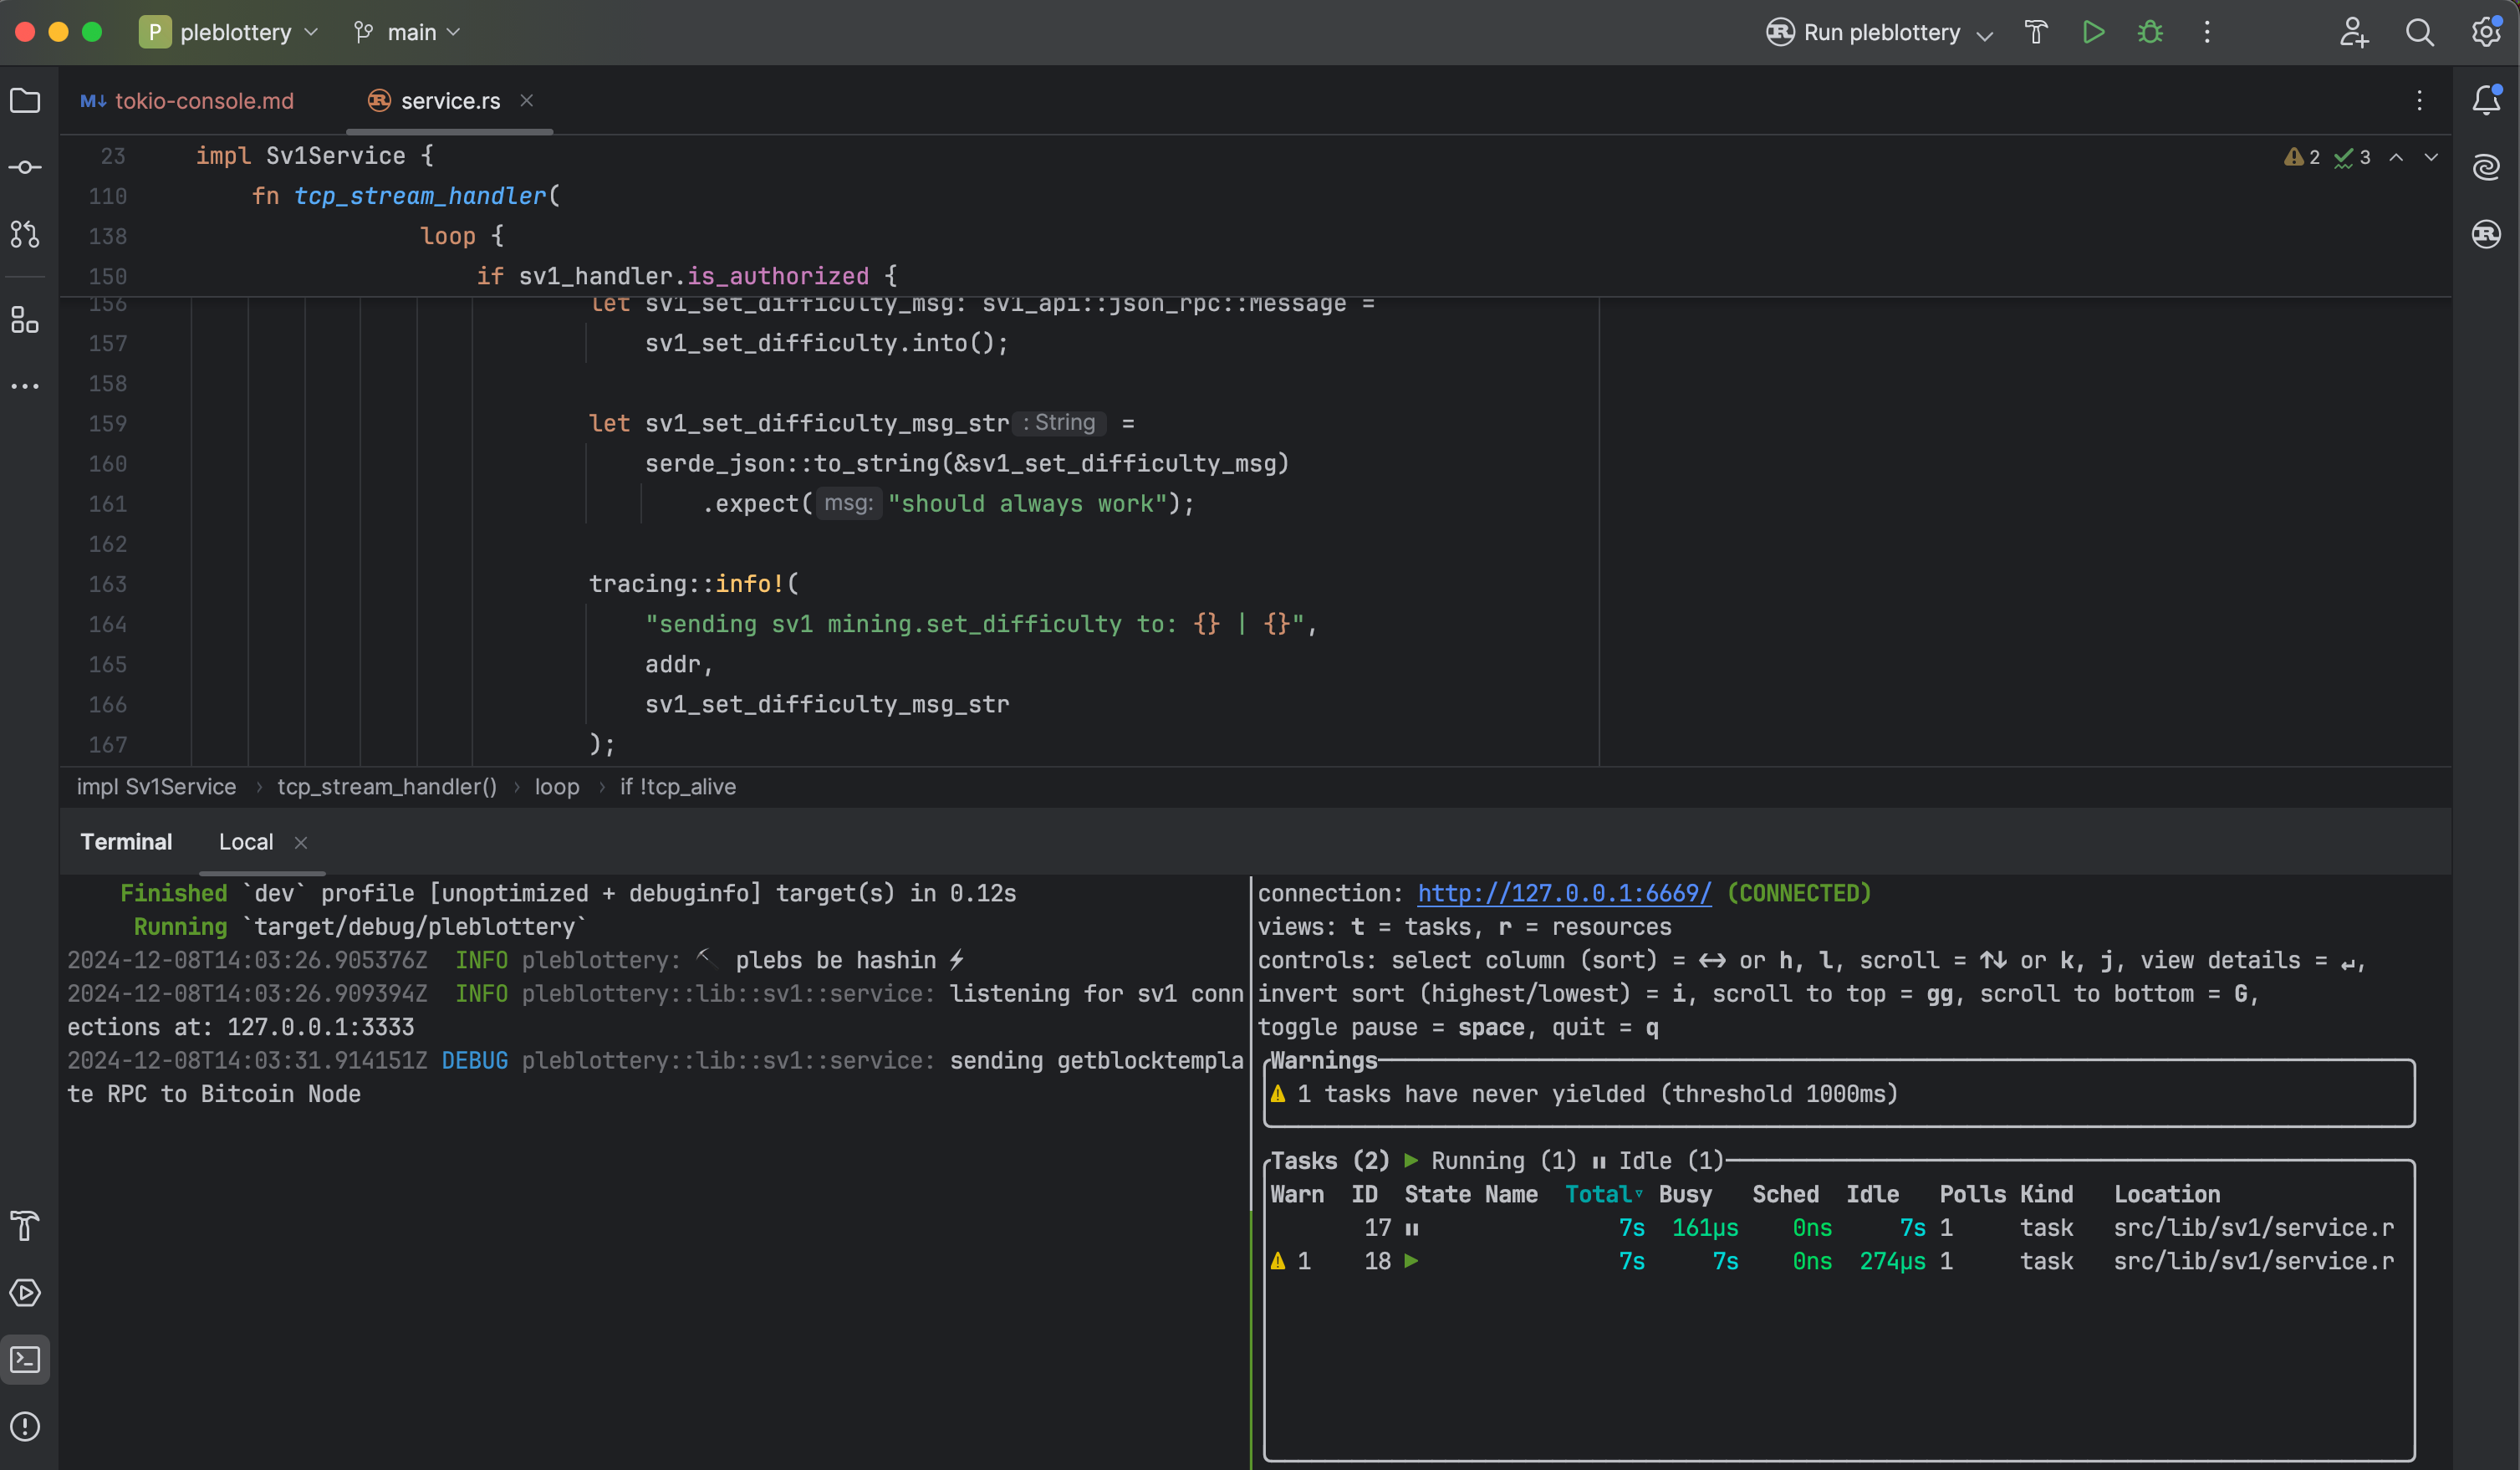 P pleblottery main Run pleblottery
M↓ tokio-console.md service.rs
23 impl Sv1Service {
2 3
110 fn tcp_stream_handler(
138 loop {
150 if sv1_handler.is_authorized {
156 let sv1_set_difficulty_msg: sv1_api::json_rpc::Message =
157 sv1_set_difficulty.into();
158
159 let sv1_set_difficulty_msg_str : String =
160 serde_json::to_string(&sv1_set_difficulty_msg)
161 .expect( msg: "should always work");
162
163 tracing::info!(
164 "sending sv1 mining.set_difficulty to: {} | {}",
165 addr,
166 sv1_set_difficulty_msg_str
167 );
impl Sv1Service › tcp_stream_handler() › loop › if !tcp_alive
Terminal Local
Finished `dev` profile [unoptimized + debuginfo] target(s) in 0.12s
Running `target/debug/pleblottery`
2024-12-08T14:03:26.905376Z INFO pleblottery: ⛏ plebs be hashin ⚡
2024-12-08T14:03:26.909394Z INFO pleblottery::lib::sv1::service: listening for sv1 conn
ections at: 127.0.0.1:3333
2024-12-08T14:03:31.914151Z DEBUG pleblottery::lib::sv1::service: sending getblocktempla
te RPC to Bitcoin Node
connection: http://127.0.0.1:6669/ (CONNECTED)
views: t = tasks, r = resources
controls: select column (sort) = ↔ or h, l, scroll = ↑↓ or k, j, view details = ↵,
invert sort (highest/lowest) = i, scroll to top = gg, scroll to bottom = G,
toggle pause = space, quit = q
Warnings
⚠ 1 tasks have never yielded (threshold 1000ms)
Tasks (2) ▶ Running (1) ⏸ Idle (1)
Warn ID State Name Total▿ Busy Sched Idle Polls Kind Location
17 ⏸ 7s 161µs 0ns 7s 1 task src/lib/sv1/service.r
⚠ 1 18 ▶ 7s 7s 0ns 274µs 1 task src/lib/sv1/service.r